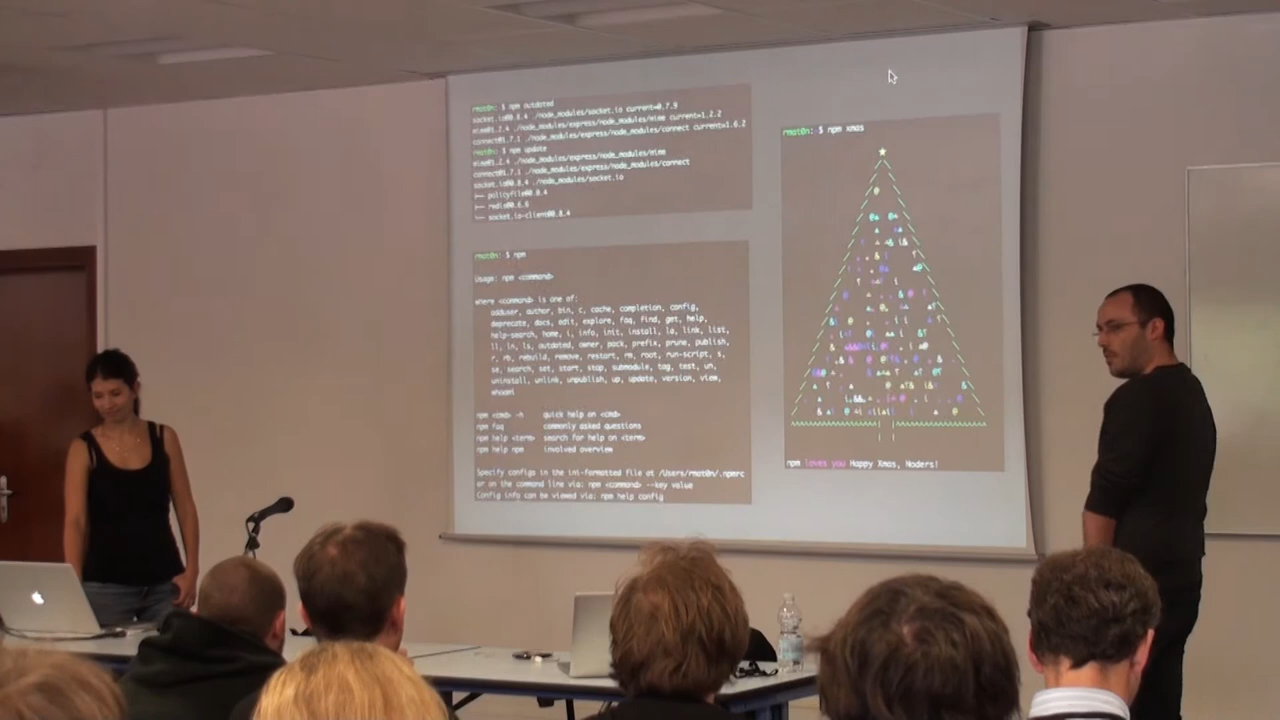 rmat0n: $ npm outdated
socket.io@0.8.4 ./node_modules/socket.io current=0.7.9
mime@1.2.4 ./node_modules/express/node_modules/mime current=1.2.2
connect@1.7.1 ./node_modules/express/node_modules/connect current=1.6.2
rmat0n: $ npm update
mime@1.2.4 ./node_modules/express/node_modules/mime
connect@1.7.1 ./node_modules/express/node_modules/connect
socket.io@0.8.4 ./node_modules/socket.io
├── policyfile@0.0.4
├── redis@0.6.6
└── socket.io-client@0.8.4
rmat0n: $ npm
Usage: npm <command>
where <command> is one of:
adduser, author, bin, c, cache, completion, config,
deprecate, docs, edit, explore, faq, find, get, help,
help-search, home, i, info, init, install, la, link, list,
ll, ln, ls, outdated, owner, pack, prefix, prune, publish,
r, rb, rebuild, remove, restart, rm, root, run-script, s,
se, search, set, start, stop, submodule, tag, test, un,
uninstall, unlink, unpublish, up, update, version, view,
whoami
npm <cmd> -h quick help on <cmd>
npm faq commonly asked questions
npm help <term> search for help on <term>
npm help npm involved overview
Specify configs in the ini-formatted file at /Users/rmat0n/.npmrc
or on the command line via: npm <command> --key value
Config info can be viewed via: npm help config
rmat0n: $ npm xmas
npm loves you Happy Xmas, Noders!